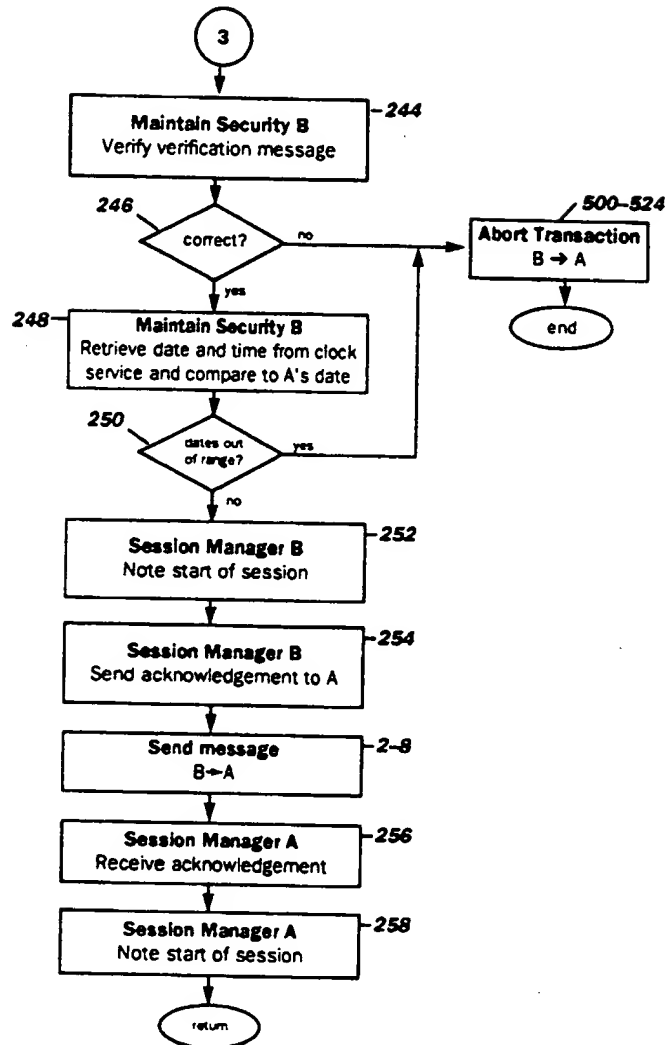 3
244
Maintain Security B
Verify verification message
246
correct?
no
yes
500-524
Abort Transaction
B → A
end
248
Maintain Security B
Retrieve date and time from clock
service and compare to A's date
250
dates out
of range?
yes
no
252
Session Manager B
Note start of session
254
Session Manager B
Send acknowledgement to A
2-8
Send message
B→A
256
Session Manager A
Receive acknowledgement
258
Session Manager A
Note start of session
return